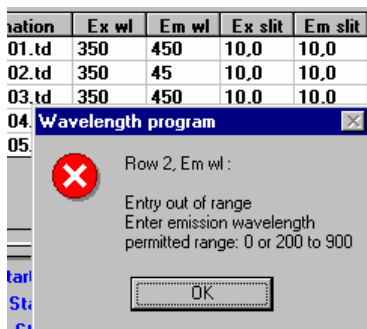 nation Ex wl Em wl Ex slit Em slit
01.td 350 450 10,0 10,0
02.td 350 45 10,0 10,0
03.td 350 450 10.0 10.0
04.
05.
Wavelength program
Row 2, Em wl :
Entry out of range
Enter emission wavelength
permitted range: 0 or 200 to 900
OK
tarl
Sta